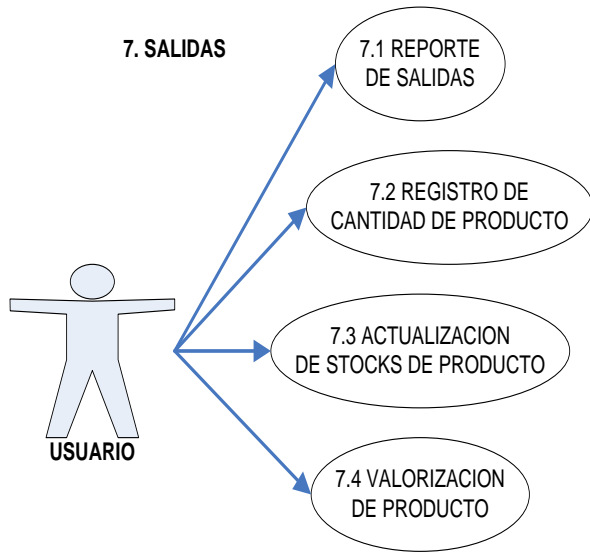 7. SALIDAS
7.1 REPORTE
DE SALIDAS
7.2 REGISTRO DE
CANTIDAD DE PRODUCTO
7.3 ACTUALIZACION
DE STOCKS DE PRODUCTO
7.4 VALORIZACION
DE PRODUCTO
USUARIO